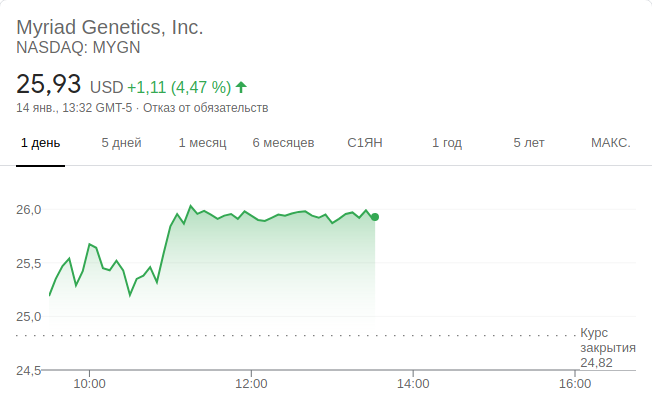 Myriad Genetics, Inc.
NASDAQ: MYGN
25,93 USD +1,11 (4,47 %)
14 янв., 13:32 GMT-5 · Отказ от обязательств
1 день 5 дней 1 месяц 6 месяцев С1ЯН 1 год 5 лет МАКС.
26,0
25,5
25,0
Курс
закрытия
24,82
24,5
10:00 12:00 14:00 16:00